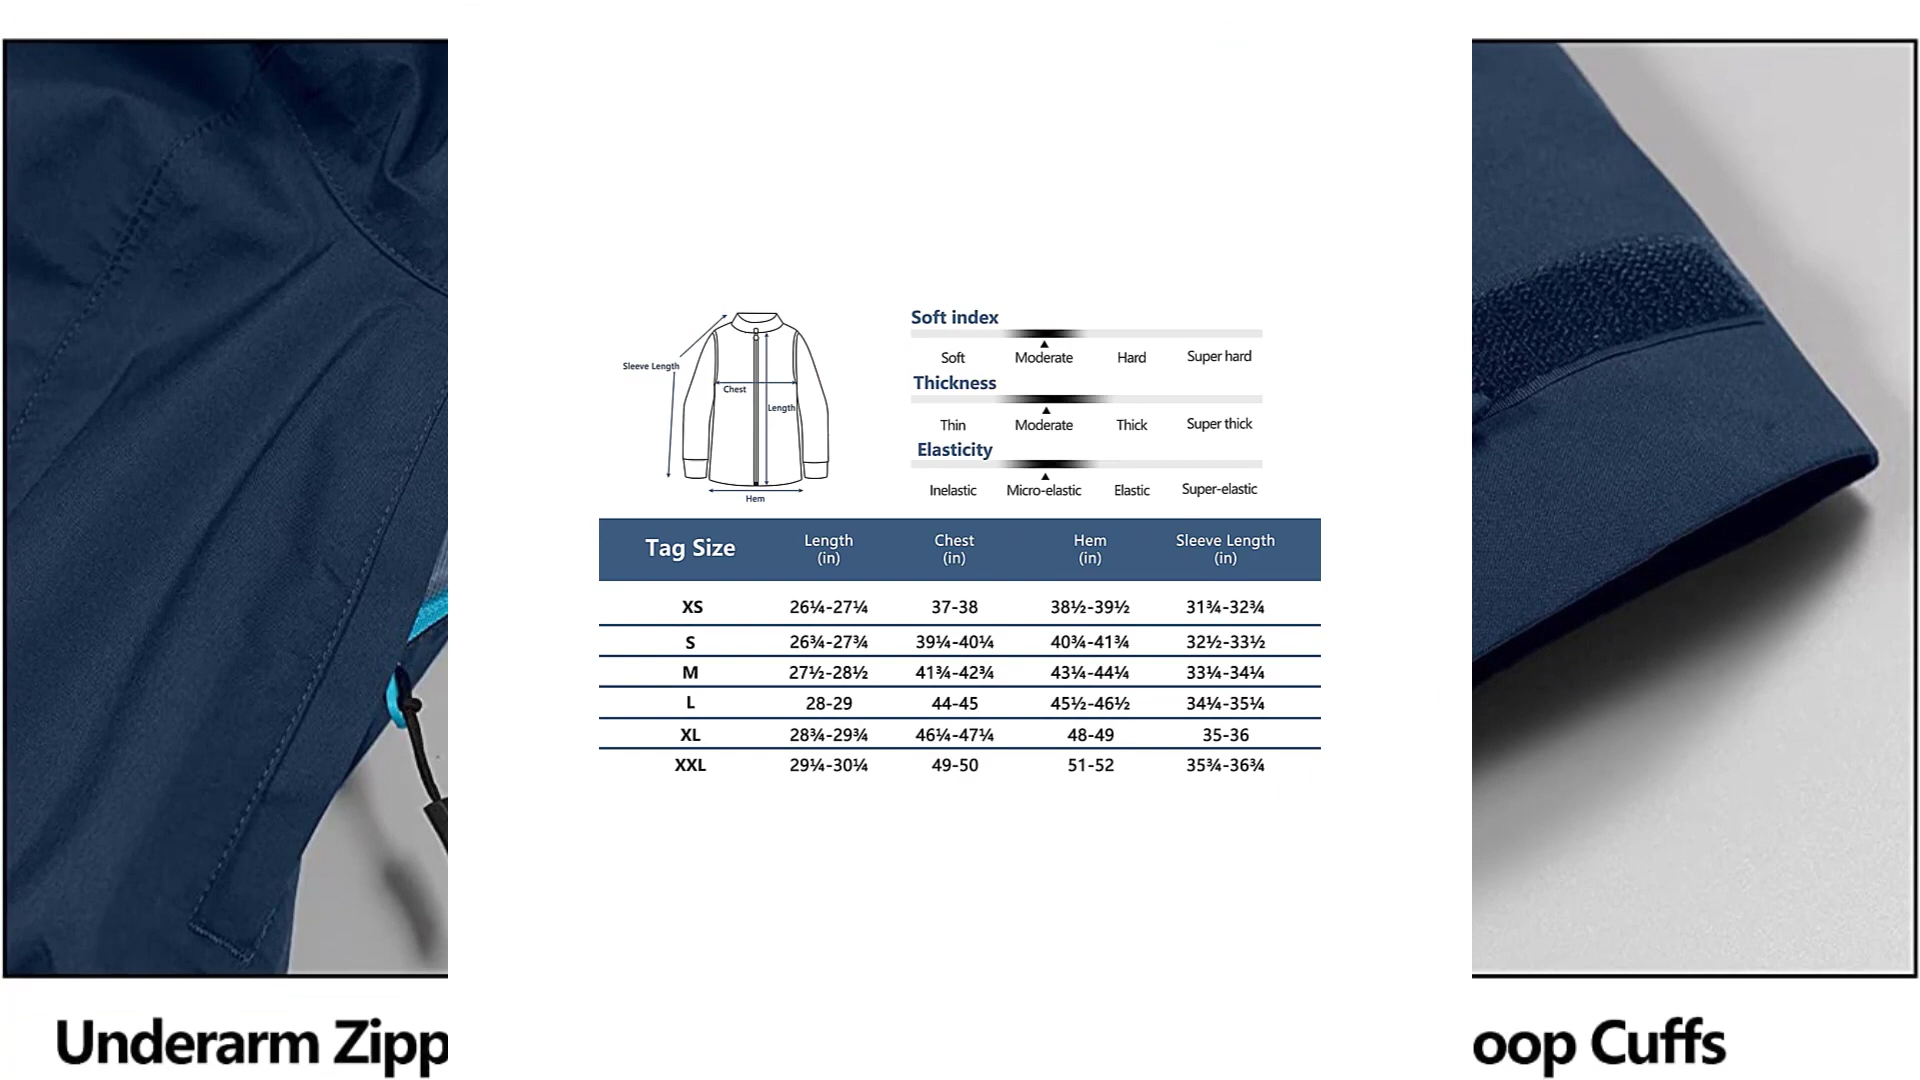 Soft index
Soft Moderate Hard Super hard
Thickness
Thin Moderate Thick Super thick
Elasticity
Inelastic Micro-elastic Elastic Super-elastic
Sleeve Length
Chest
Length
Hem
Tag Size Length (in) Chest (in) Hem (in) Sleeve Length (in)
XS 26¼-27¼ 37-38 38½-39½ 31¾-32¾
S 26¾-27¾ 39¼-40¼ 40¾-41¾ 32½-33½
M 27½-28½ 41¾-42¾ 43¼-44¼ 33¼-34¼
L 28-29 44-45 45½-46½ 34¼-35¼
XL 28¾-29¾ 46¼-47¼ 48-49 35-36
XXL 29¼-30¼ 49-50 51-52 35¾-36¾
Underarm Zipp
oop Cuffs